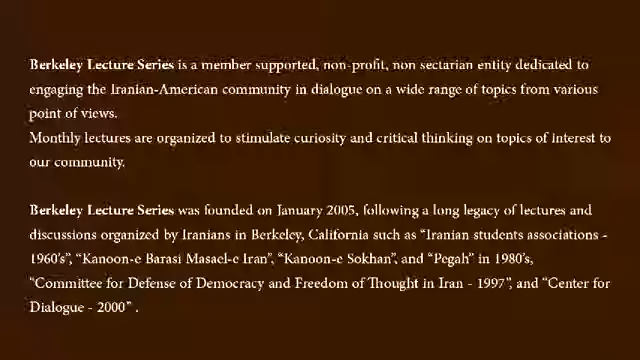 Berkeley Lecture Series is a member supported, non-profit, non sectarian entity dedicated to
engaging the Iranian-American community in dialogue on a wide range of topics from various
point of views.
Monthly lectures are organized to stimulate curiosity and critical thinking on topics of interest to
our community.
Berkeley Lecture Series was founded on January 2005, following a long legacy of lectures and
discussions organized by Iranians in Berkeley, California such as “Iranian students associations -
1960’s”, “Kanoon-e Barasi Masael-e Iran”, “Kanoon-e Sokhan”, and “Pegah” in 1980’s,
“Committee for Defense of Democracy and Freedom of Thought in Iran - 1997”, and “Center for
Dialogue - 2000” .